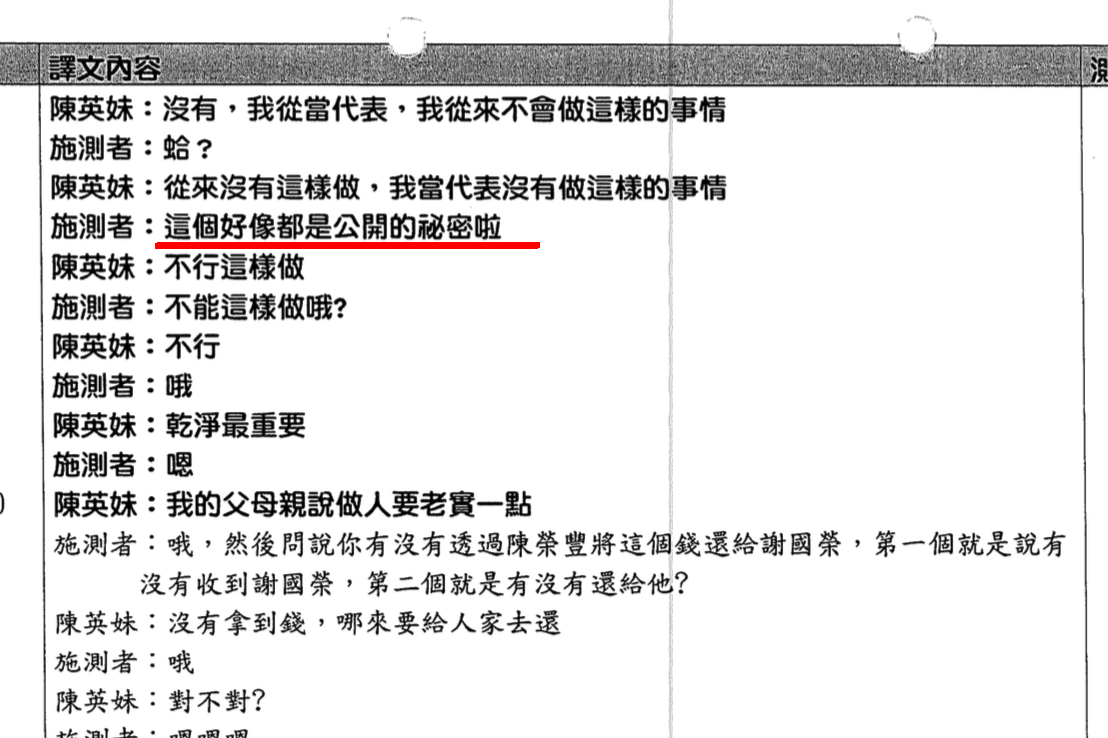 譯文內容
陳英妹：沒有，我從當代表，我從來不會做這樣的事情
施測者：蛤？
陳英妹：從來沒有這樣做，我當代表沒有做這樣的事情
施測者：這個好像都是公開的祕密啦
陳英妹：不行這樣做
施測者：不能這樣做哦?
陳英妹：不行
施測者：哦
陳英妹：乾淨最重要
施測者：嗯
陳英妹：我的父母親說做人要老實一點
施測者：哦，然後問說你有沒有透過陳榮豐將這個錢還給謝國榮，第一個就是說有
沒有收到謝國榮，第二個就是有沒有還給他?
陳英妹：沒有拿到錢，哪來要給人家去還
施測者：哦
陳英妹：對不對?
施測者：嗯嗯嗯